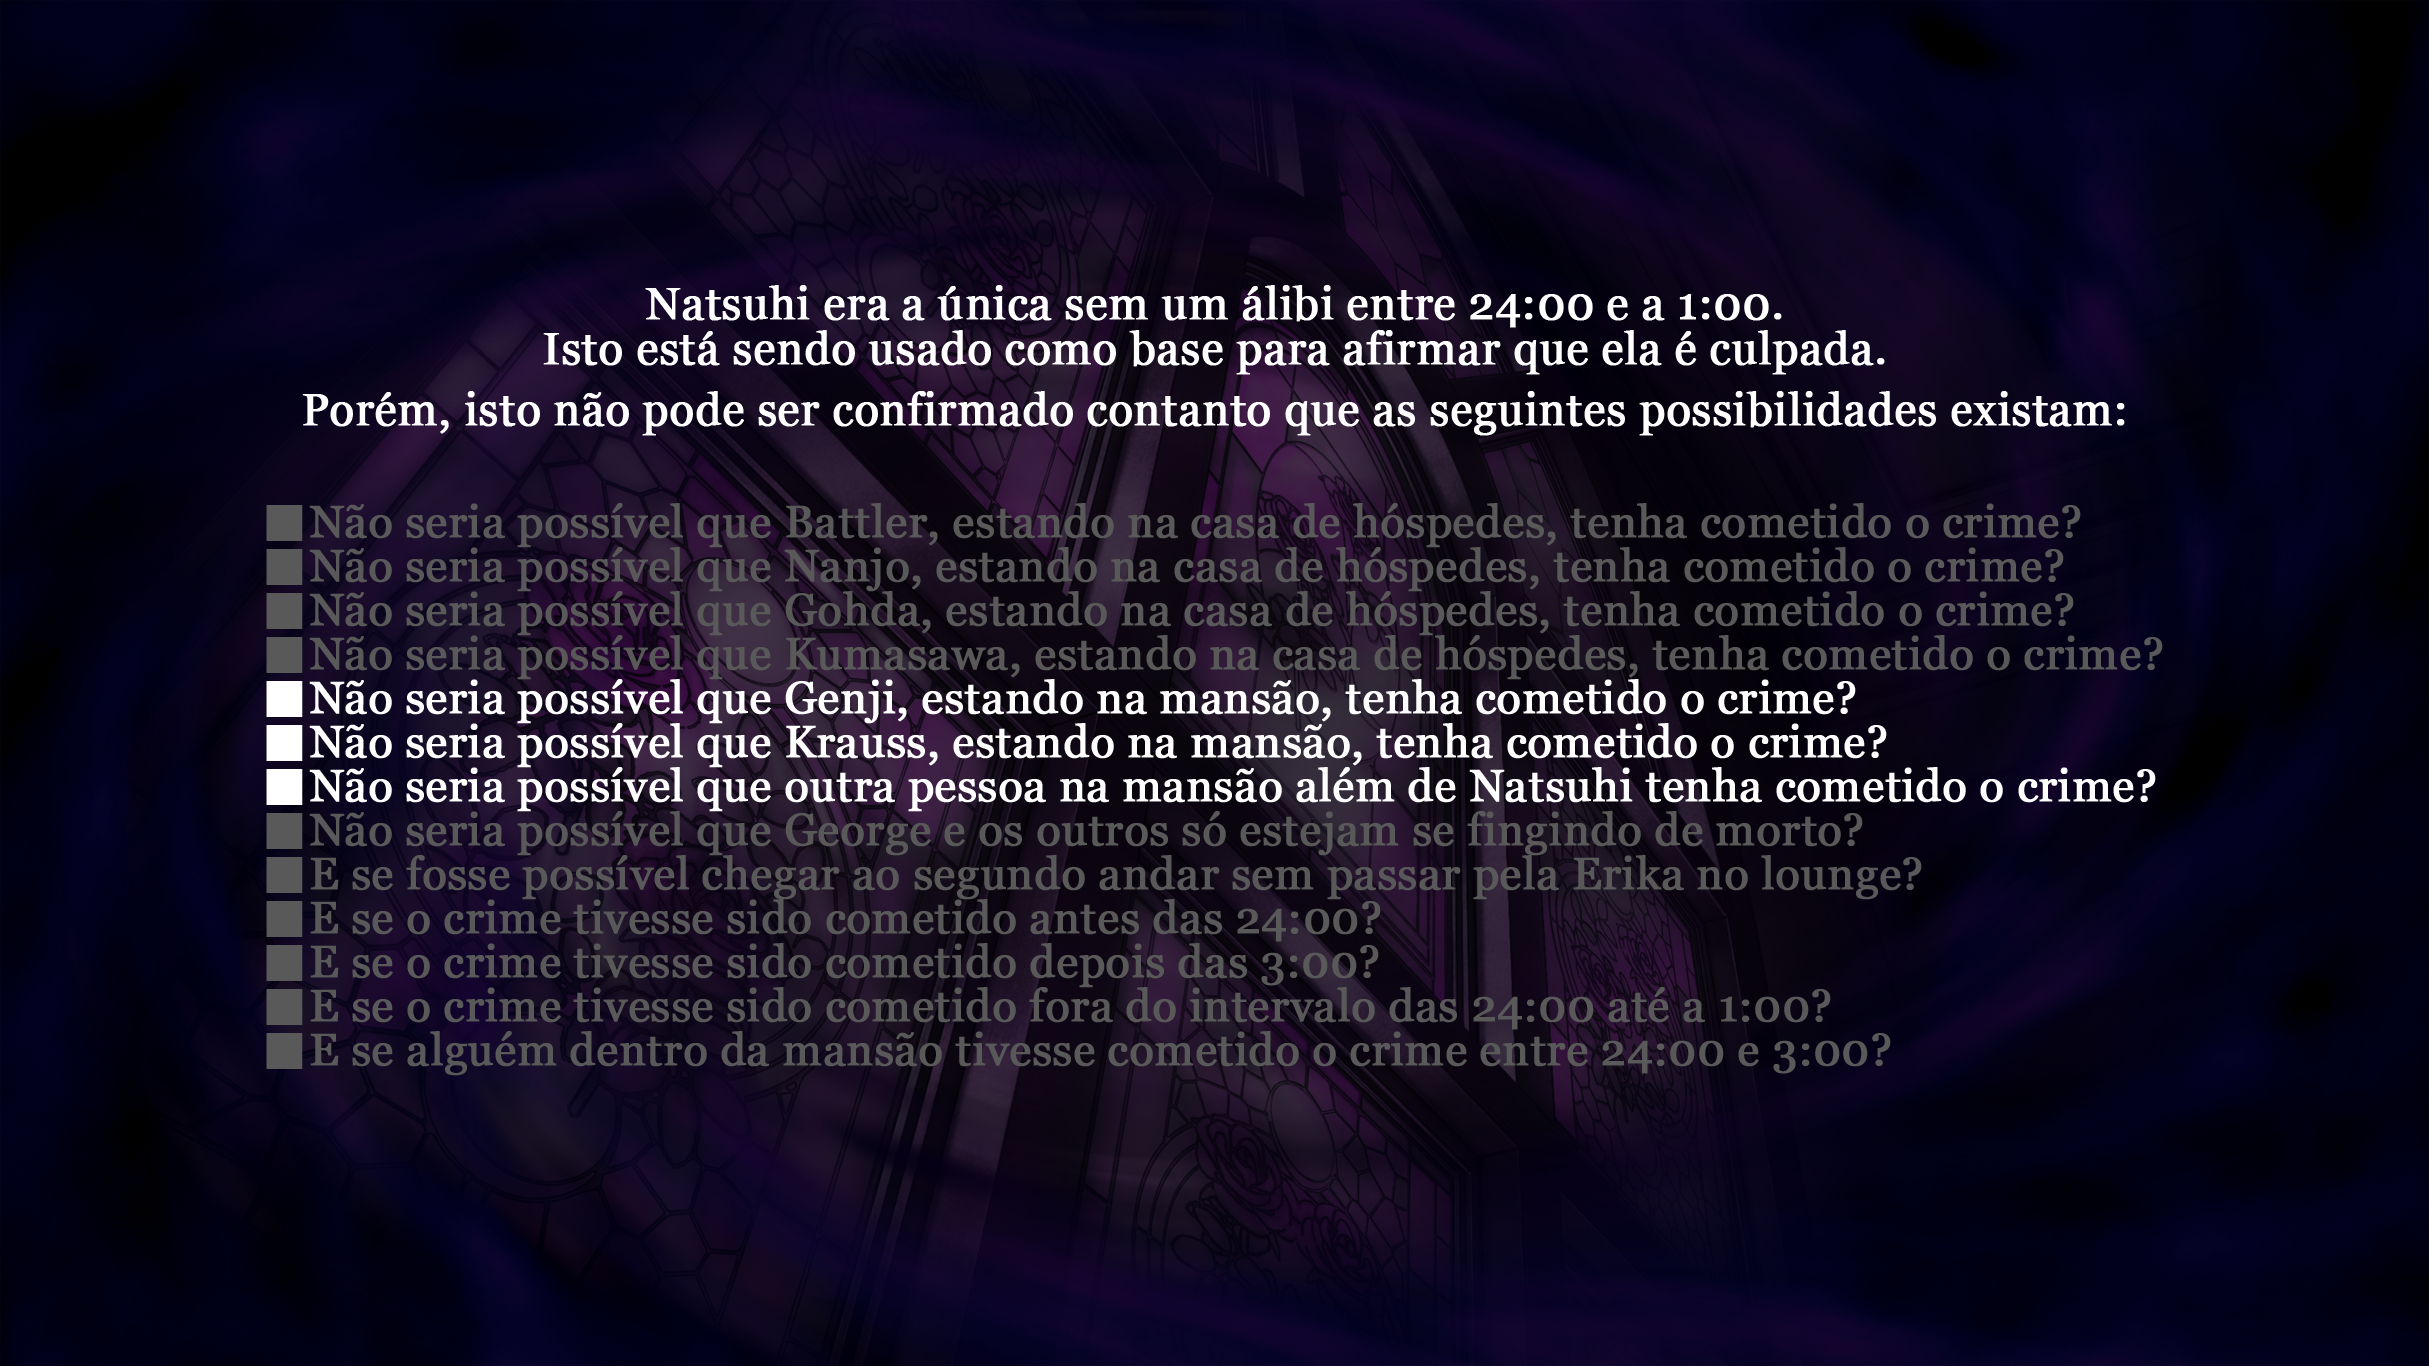 Natsuhi era a única sem um álibi entre 24:00 e a 1:00.
Isto está sendo usado como base para afirmar que ela é culpada.
Porém, isto não pode ser confirmado contanto que as seguintes possibilidades existam:
■Não seria possível que Battler, estando na casa de hóspedes, tenha cometido o crime?
■Não seria possível que Nanjo, estando na casa de hóspedes, tenha cometido o crime?
■Não seria possível que Gohda, estando na casa de hóspedes, tenha cometido o crime?
■Não seria possível que Kumasawa, estando na casa de hóspedes, tenha cometido o crime?
■Não seria possível que Genji, estando na mansão, tenha cometido o crime?
■Não seria possível que Krauss, estando na mansão, tenha cometido o crime?
■Não seria possível que outra pessoa na mansão além de Natsuhi tenha cometido o crime?
■Não seria possível que George e os outros só estejam se fingindo de morto?
■E se fosse possível chegar ao segundo andar sem passar pela Erika no lounge?
■E se o crime tivesse sido cometido antes das 24:00?
■E se o crime tivesse sido cometido depois das 3:00?
■E se o crime tivesse sido cometido fora do intervalo das 24:00 até a 1:00?
■E se alguém dentro da mansão tivesse cometido o crime entre 24:00 e 3:00?